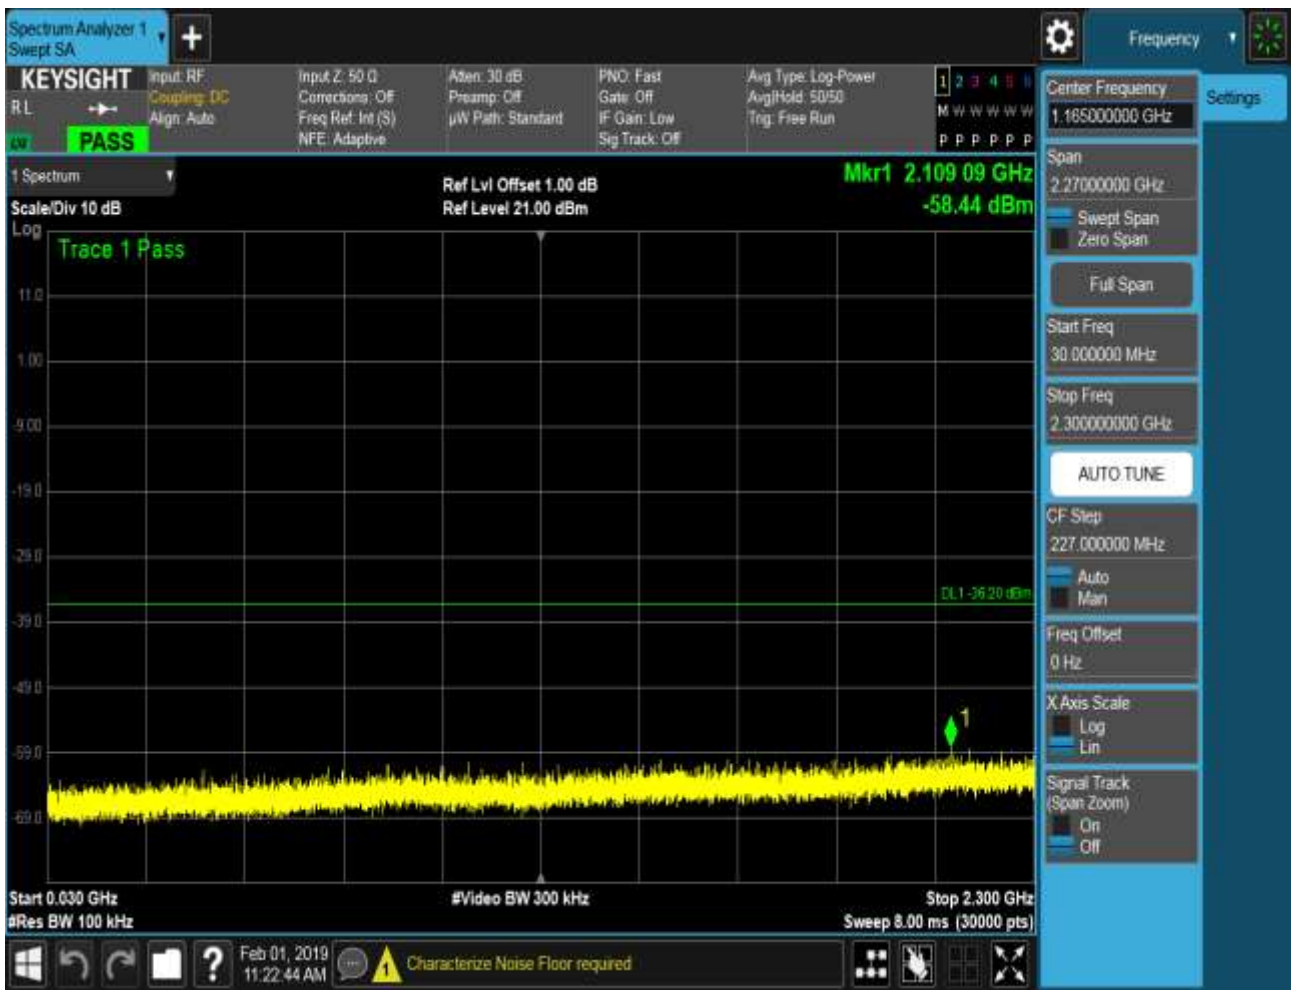 Spectrum Analyzer 1
Swept SA
Frequency
KEYSIGHT
R L
PASS
Input: RF
Coupling: DC
Align: Auto
Input Z: 50 Ω
Corrections: Off
Freq Ref: Int (S)
NFE: Adaptive
Atten: 30 dB
Preamp: Off
µW Path: Standard
PNO: Fast
Gate: Off
IF Gain: Low
Sig Track: Off
Avg Type: Log-Power
Avg|Hold: 50/50
Trig: Free Run
1 2 3 4 5 6
M W W W W W
P P P P P P
1 Spectrum
Scale/Div 10 dB
Log
Ref Lvl Offset 1.00 dB
Ref Level 21.00 dBm
Mkr1 2.109 09 GHz
-58.44 dBm
Trace 1 Pass
11.0
1.00
-9.00
-19.0
-29.0
DL1 -36.20 dBm
-39.0
-49.0
1
-59.0
-69.0
Start 0.030 GHz
#Res BW 100 kHz
#Video BW 300 kHz
Stop 2.300 GHz
Sweep 8.00 ms (30000 pts)
Feb 01, 2019
11:22:44 AM
1
Characterize Noise Floor required
Center Frequency
1.165000000 GHz
Settings
Span
2.27000000 GHz
Swept Span
Zero Span
Full Span
Start Freq
30.000000 MHz
Stop Freq
2.300000000 GHz
AUTO TUNE
CF Step
227.000000 MHz
Auto
Man
Freq Offset
0 Hz
X Axis Scale
Log
Lin
Signal Track
(Span Zoom)
On
Off